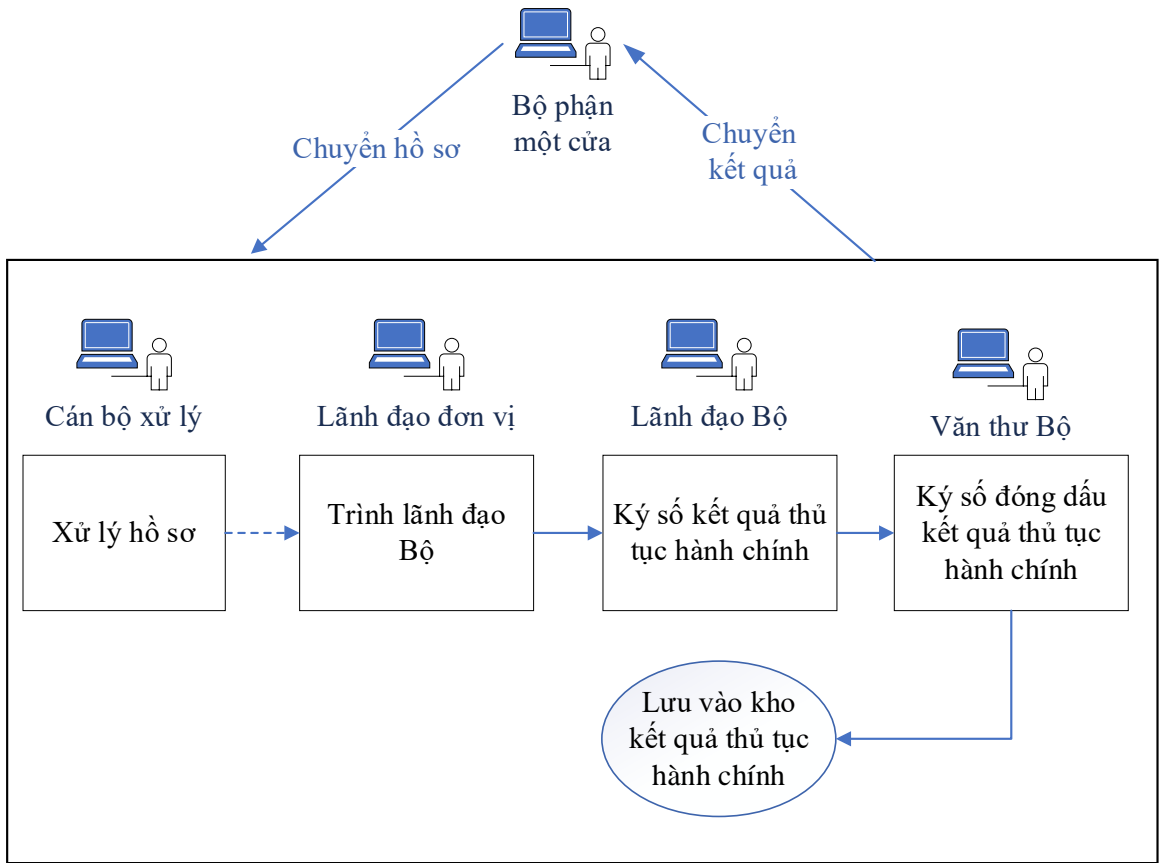 Bộ phận
một cửa
Chuyển hồ sơ
Chuyển
kết quả
Cán bộ xử lý
Lãnh đạo đơn vị
Lãnh đạo Bộ
Văn thư Bộ
Xử lý hồ sơ
Trình lãnh đạo
Bộ
Ký số kết quả thủ
tục hành chính
Ký số đóng dấu
kết quả thủ tục
hành chính
Lưu vào kho
kết quả thủ tục
hành chính